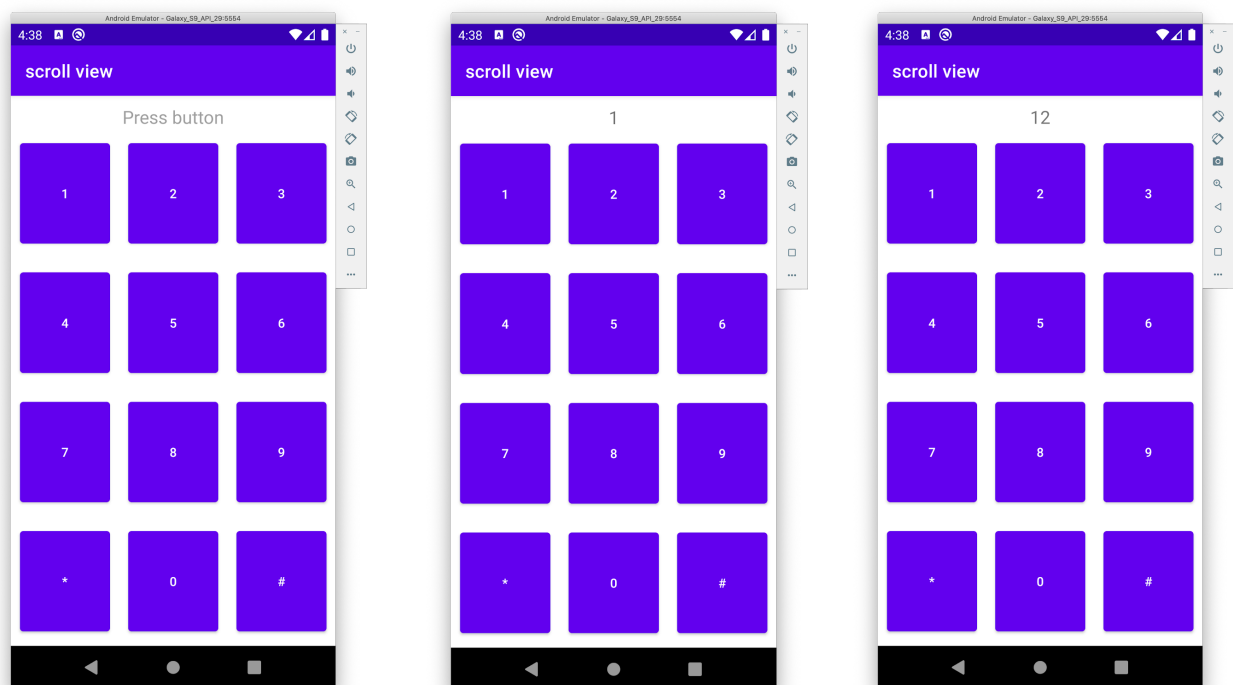 Android Emulator - Galaxy_S9_API_29:5554
4:38 A
scroll view
Press button
1 2 3
4 5 6
7 8 9
* 0 #
Android Emulator - Galaxy_S9_API_29:5554
4:38 A
scroll view
1
1 2 3
4 5 6
7 8 9
* 0 #
Android Emulator - Galaxy_S9_API_29:5554
4:38 A
scroll view
12
1 2 3
4 5 6
7 8 9
* 0 #